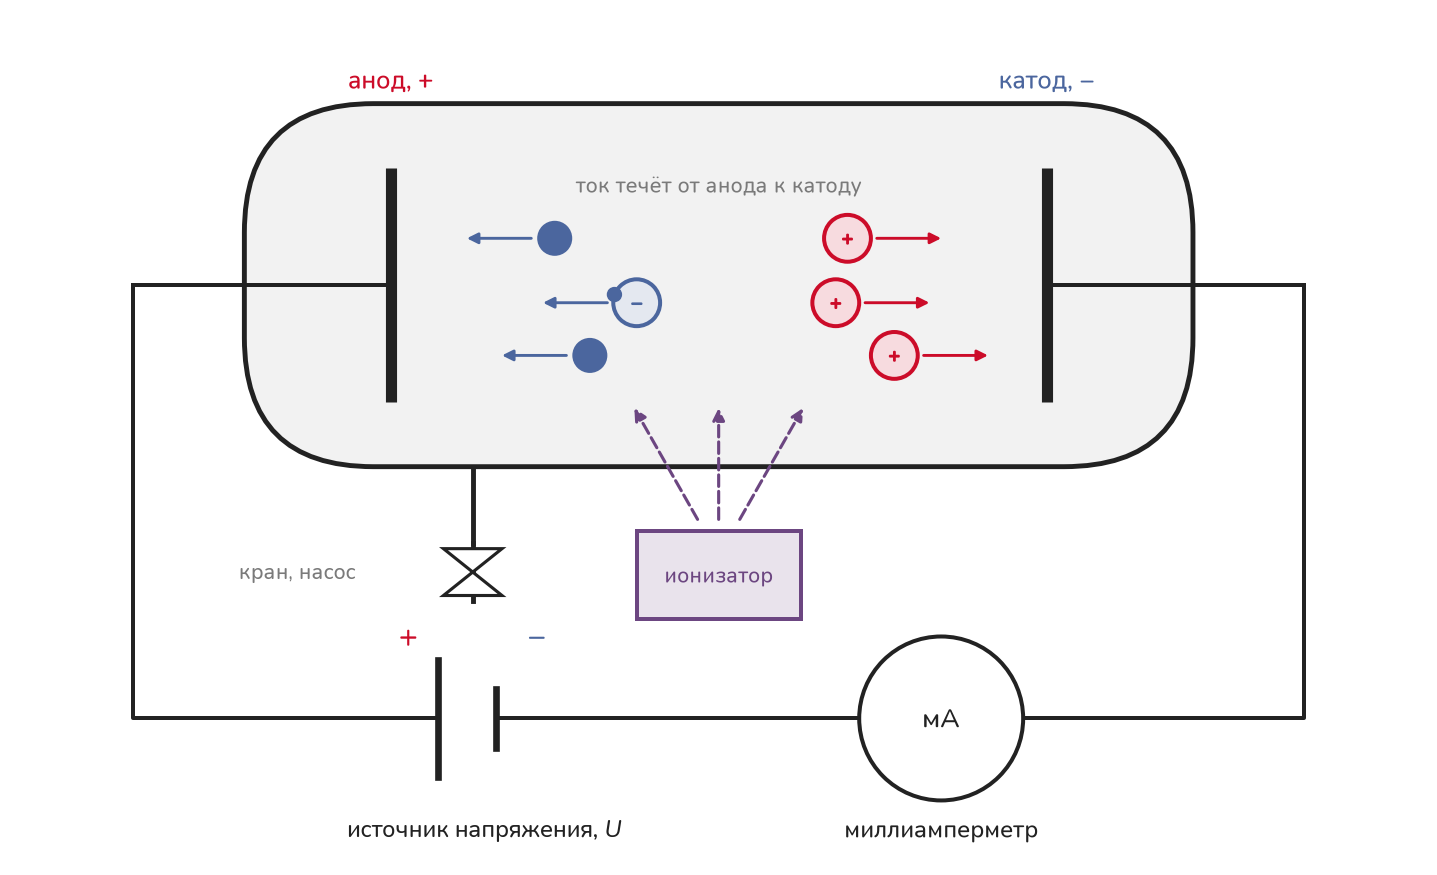 анод, +
катод, −
ток течёт от анода к катоду
+
− +
+
ионизатор
кран, насос
+ −
мА
источник напряжения, U
миллиамперметр